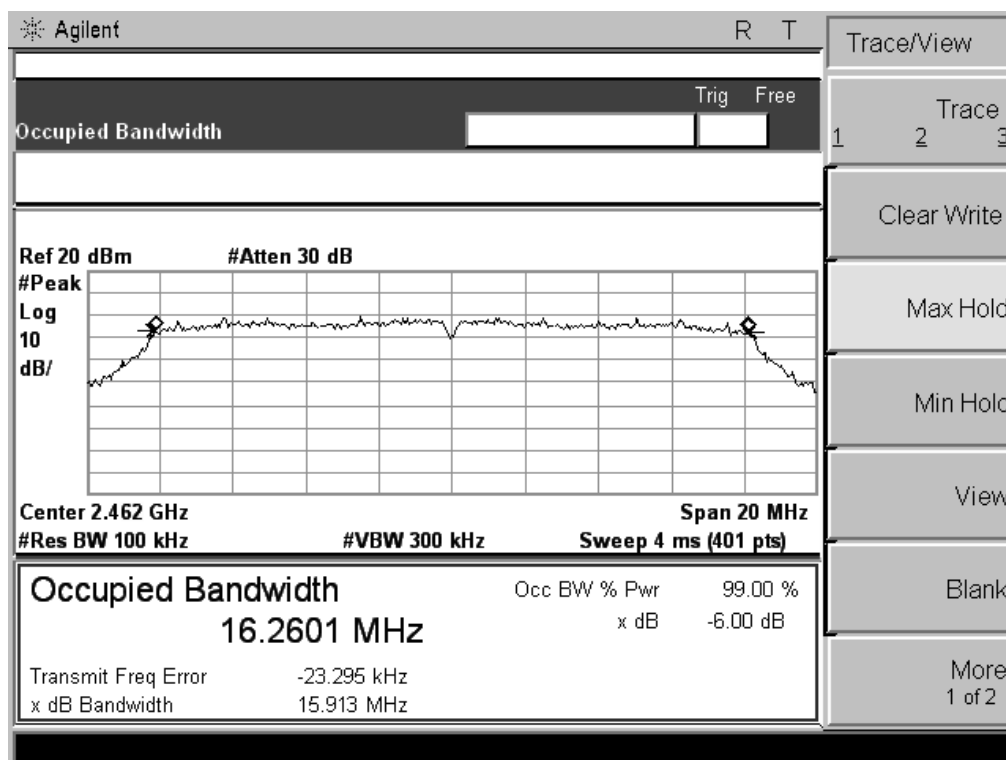 Agilent R T
Trace/View
Trig Free
Occupied Bandwidth
Trace
1 2 3
Clear Write
Ref 20 dBm #Atten 30 dB
#Peak
Log
10
dB/
Max Hold
Min Hold
Center 2.462 GHz Span 20 MHz
#Res BW 100 kHz #VBW 300 kHz Sweep 4 ms (401 pts)
View
Occupied Bandwidth
16.2601 MHz
Occ BW % Pwr 99.00 %
x dB -6.00 dB
Transmit Freq Error -23.295 kHz
x dB Bandwidth 15.913 MHz
Blank
More
1 of 2